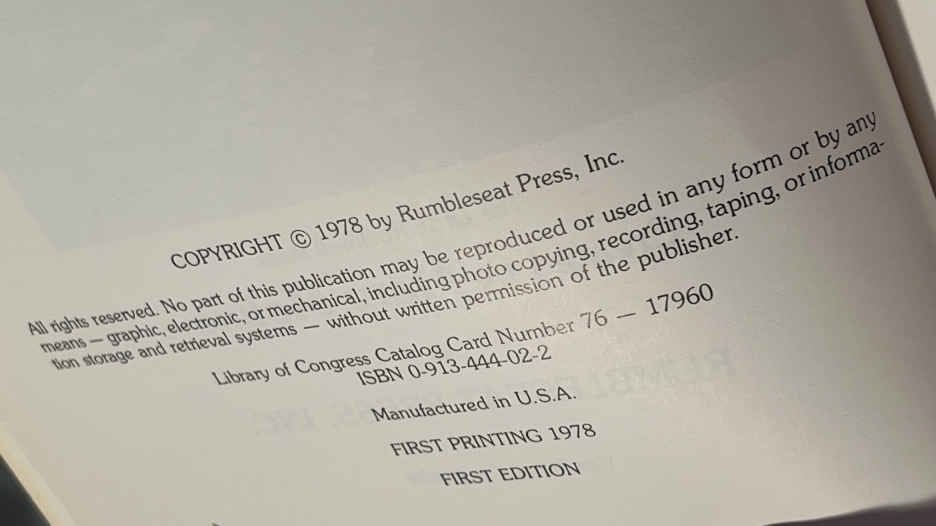 COPYRIGHT © 1978 by Rumbleseat Press, Inc.
All rights reserved. No part of this publication may be reproduced or used in any form or by any
means — graphic, electronic, or mechanical, including photo copying, recording, taping, or informa-
tion storage and retrieval systems — without written permission of the publisher.
Library of Congress Catalog Card Number 76 — 17960
ISBN 0-913-444-02-2
Manufactured in U.S.A.
FIRST PRINTING 1978
FIRST EDITION